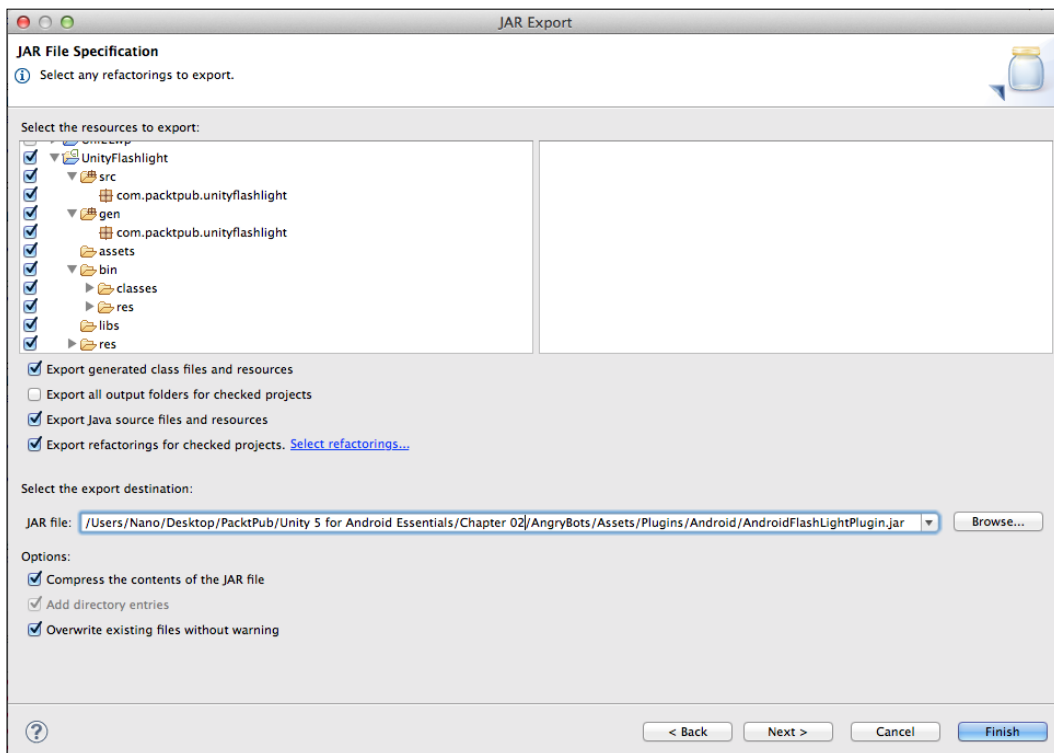 JAR Export
JAR File Specification
Select any refactorings to export.
Select the resources to export:
UnityFlashlight
src
com.packtpub.unityflashlight
gen
com.packtpub.unityflashlight
assets
bin
classes
res
libs
res
Export generated class files and resources
Export all output folders for checked projects
Export Java source files and resources
Export refactorings for checked projects. Select refactorings...
Select the export destination:
JAR file: /Users/Nano/Desktop/PacktPub/Unity 5 for Android Essentials/Chapter 02/AngryBots/Assets/Plugins/Android/AndroidFlashLightPlugin.jar Browse...
Options:
Compress the contents of the JAR file
Add directory entries
Overwrite existing files without warning
? < Back Next > Cancel Finish